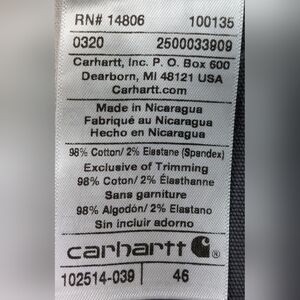 RN# 14806 100135
0320 2500033909
Carhartt, Inc. P. O. Box 600
Dearborn, MI 48121 USA
Carhartt.com
Made in Nicaragua
Fabriqué au Nicaragua
Hecho en Nicaragua
98% Cotton/ 2% Elastane (Spandex)
Exclusive of Trimming
98% Coton/ 2% Élasthanne
Sans garniture
98% Algodón/ 2% Elastano
Sin incluir adorno
carhartt ®
102514-039 46